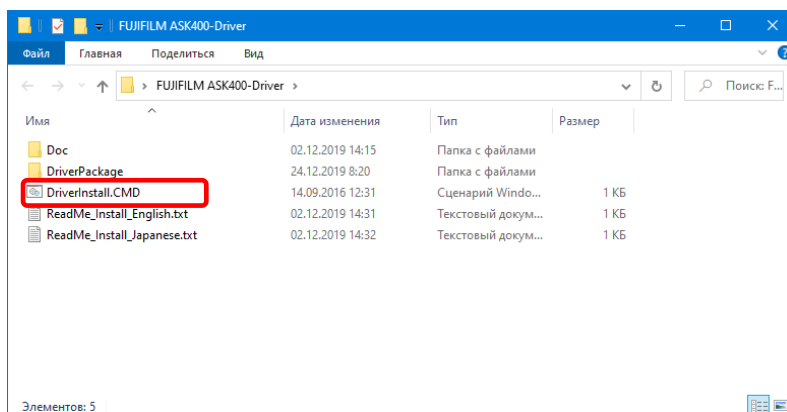 FUJIFILM ASK400-Driver
Файл Главная Поделиться Вид
FUJIFILM ASK400-Driver Поиск: F...
Имя Дата изменения Тип Размер
Doc 02.12.2019 14:15 Папка с файлами
DriverPackage 24.12.2019 8:20 Папка с файлами
DriverInstall.CMD 14.09.2016 12:31 Сценарий Windo... 1 КБ
ReadMe_Install_English.txt 02.12.2019 14:31 Текстовый докум... 1 КБ
ReadMe_Install_Japanese.txt 02.12.2019 14:32 Текстовый докум... 1 КБ
Элементов: 5